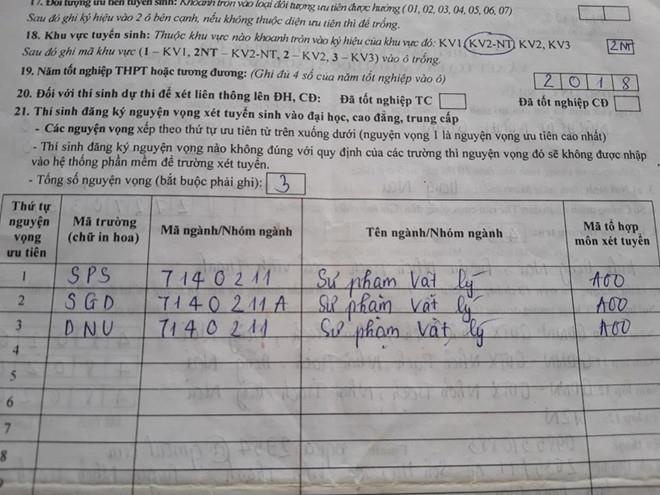 17. Đối tượng ưu tiên tuyển sinh: Khoanh tròn vào loại đối tượng ưu tiên được hưởng (01, 02, 03, 04, 05, 06, 07)
Sau đó ghi ký hiệu vào 2 ô bên cạnh, nếu không thuộc diện ưu tiên thì để trống.
18. Khu vực tuyển sinh: Thuộc khu vực nào khoanh tròn vào ký hiệu của khu vực đó: KV1, KV2-NT, KV2, KV3
Sau đó ghi mã khu vực (1 – KV1, 2NT – KV2-NT, 2 – KV2, 3 – KV3) vào ô trống. 2NT
19. Năm tốt nghiệp THPT hoặc tương đương: (Ghi đủ 4 số của năm tốt nghiệp vào ô) 2 0 1 8
20. Đối với thí sinh dự thi để xét liên thông lên ĐH, CĐ: Đã tốt nghiệp TC Đã tốt nghiệp CĐ
21. Thí sinh đăng ký nguyện vọng xét tuyển sinh vào đại học, cao đẳng, trung cấp
- Các nguyện vọng xếp theo thứ tự ưu tiên từ trên xuống dưới (nguyện vọng 1 là nguyện vọng ưu tiên cao nhất)
- Thí sinh đăng ký nguyện vọng nào không đúng với quy định của các trường thì nguyện vọng đó sẽ không được nhập
vào hệ thống phần mềm để trường xét tuyển.
- Tổng số nguyện vọng (bắt buộc phải ghi): 3
Thứ tự nguyện vọng ưu tiên Mã trường (chữ in hoa) Mã ngành/Nhóm ngành Tên ngành/Nhóm ngành Mã tổ hợp môn xét tuyển
1 SPS 7140211 Sư phạm Vật lý A00
2 SGD 7140211A Sư phạm Vật lý A00
3 DNU 7140211 Sư phạm Vật lý A00
4
5
6
7
8